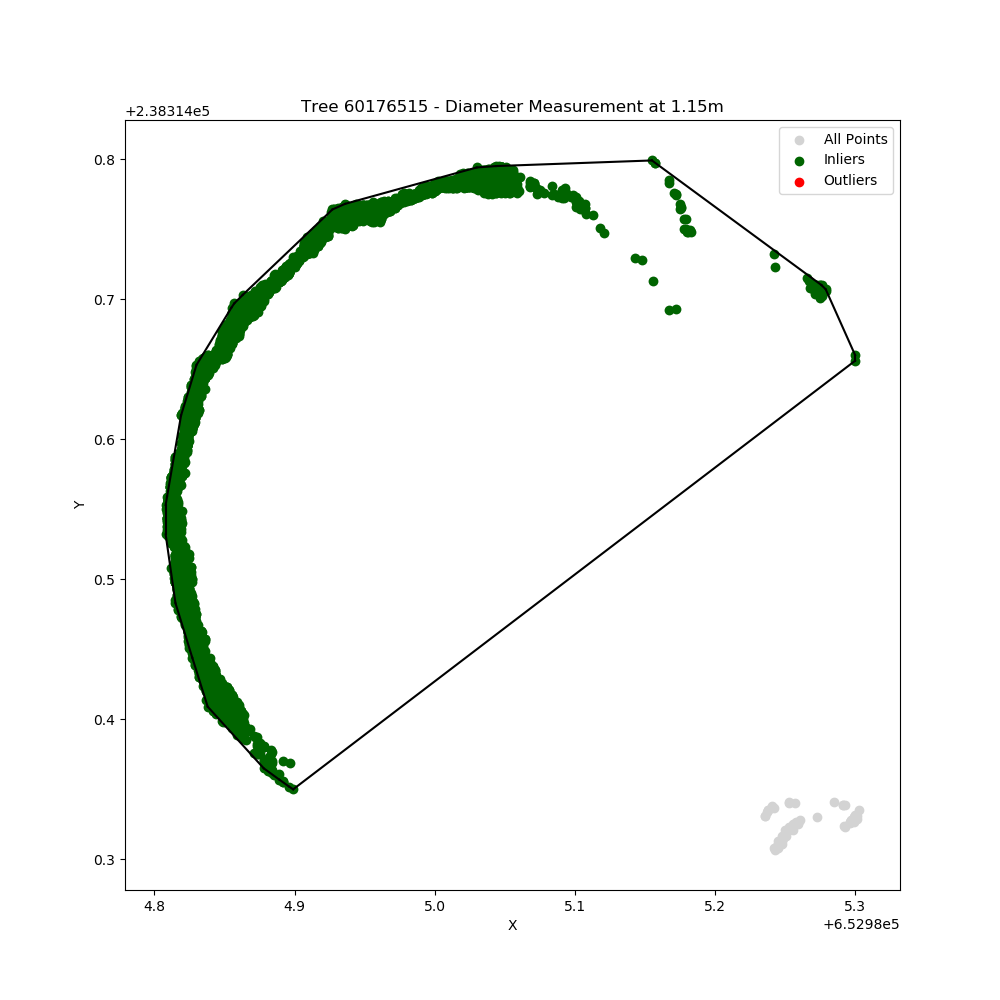 Tree 60176515 - Diameter Measurement at 1.15m
+2.38314e5
All Points
Inliers
Outliers
0.8
0.7
0.6
0.5
0.4
0.3
Y
4.8 4.9 5.0 5.1 5.2 5.3
X
+6.5298e5